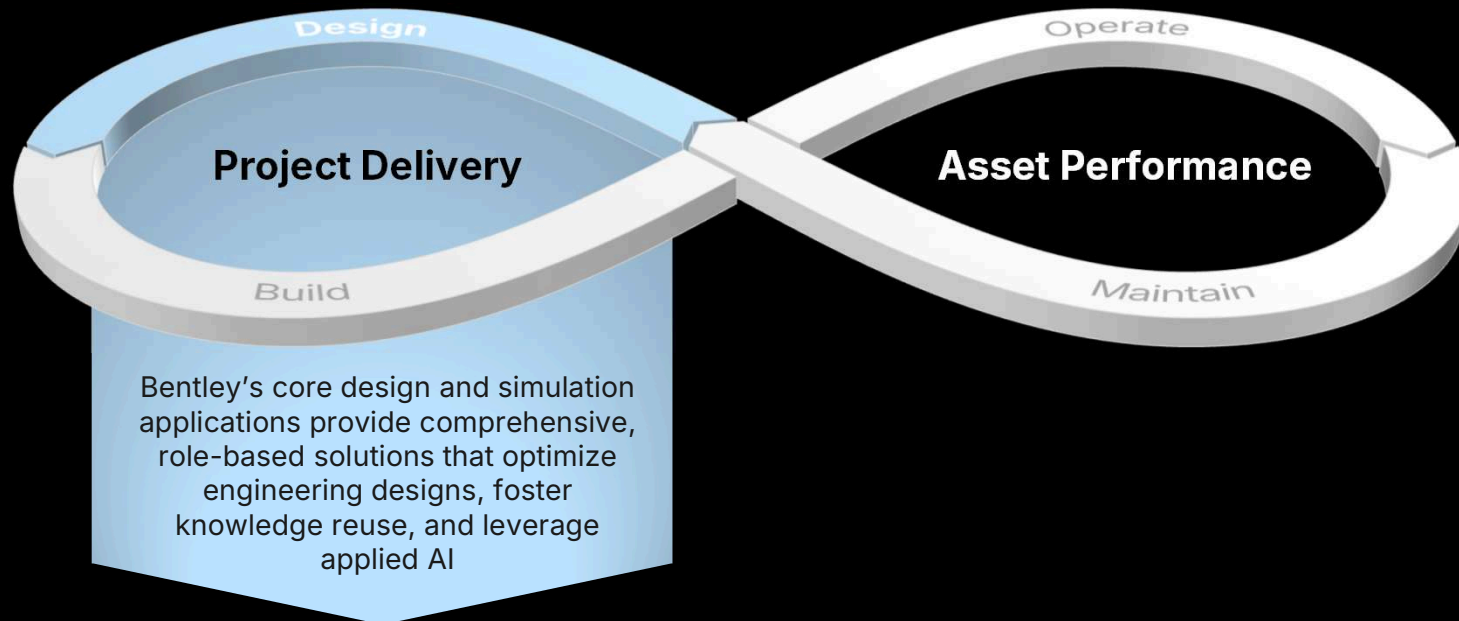 Design
Operate
Project Delivery
Asset Performance
Build
Maintain
Bentley’s core design and simulation
applications provide comprehensive,
role-based solutions that optimize
engineering designs, foster
knowledge reuse, and leverage
applied AI